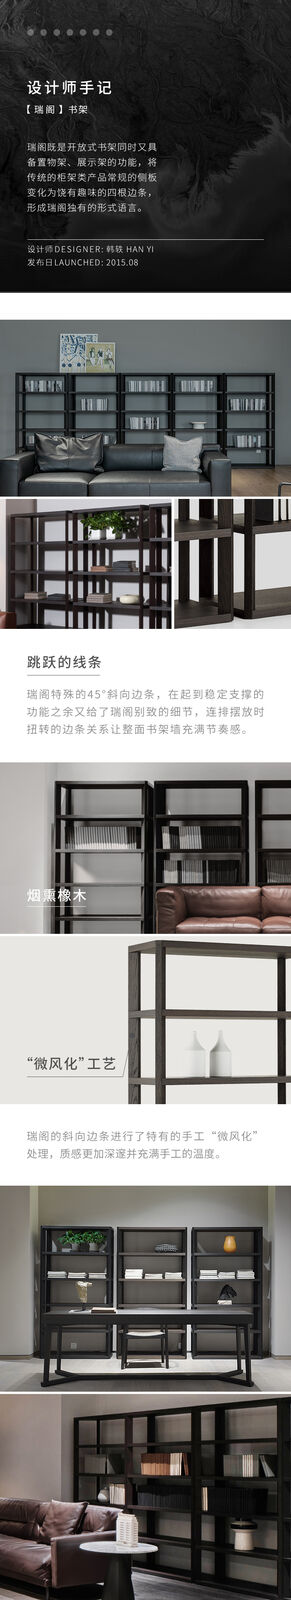 设计师手记
【瑞阁】书架
瑞阁既是开放式书架同时又具
备置物架、展示架的功能，将
传统的柜架类产品常规的侧板
变化为饶有趣味的四根边条，
形成瑞阁独有的形式语言。
设计师DESIGNER: 韩轶 HAN YI
发布日LAUNCHED: 2015.08
跳跃的线条
瑞阁特殊的45°斜向边条，在起到稳定支撑的
功能之余又给了瑞阁别致的细节，连排摆放时
扭转的边条关系让整面书架墙充满节奏感。
烟熏橡木
“微风化”工艺
瑞阁的斜向边条进行了特有的手工“微风化”
处理，质感更加深邃并充满手工的温度。